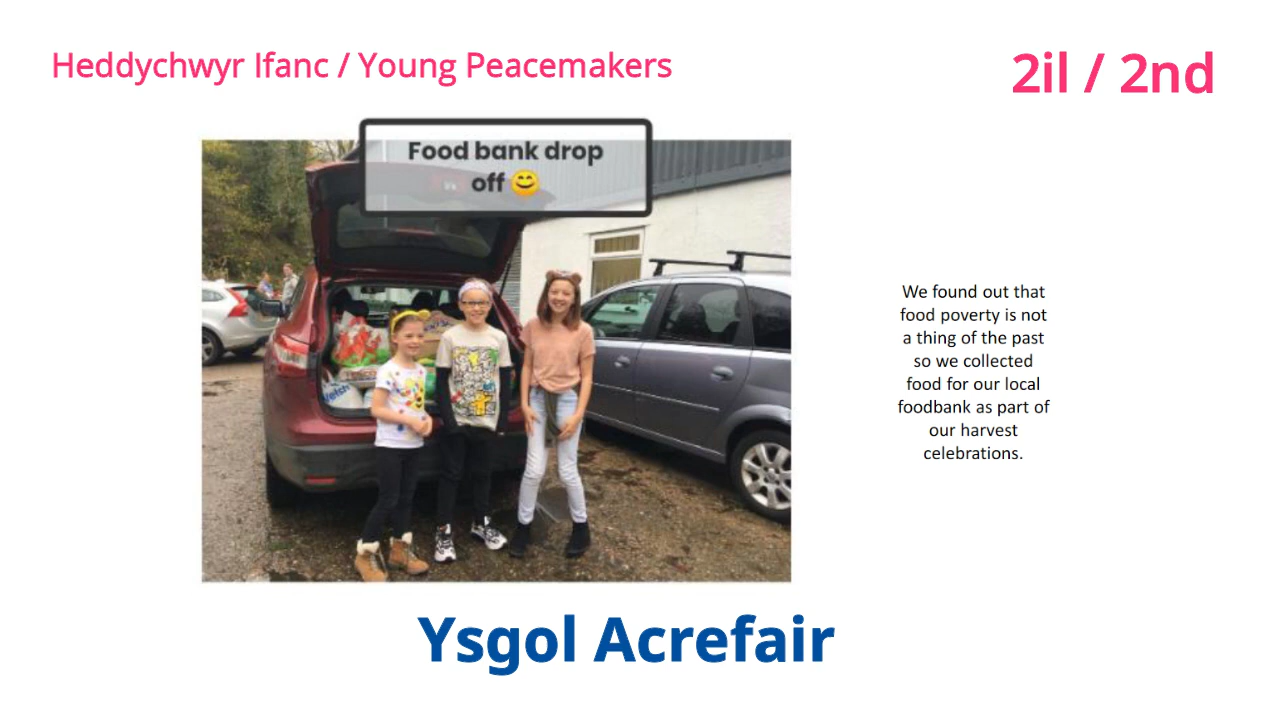 Heddychwyr Ifanc / Young Peacemakers
2il / 2nd
Food bank drop
off 😊
We found out that
food poverty is not
a thing of the past
so we collected
food for our local
foodbank as part of
our harvest
celebrations.
Ysgol Acrefair